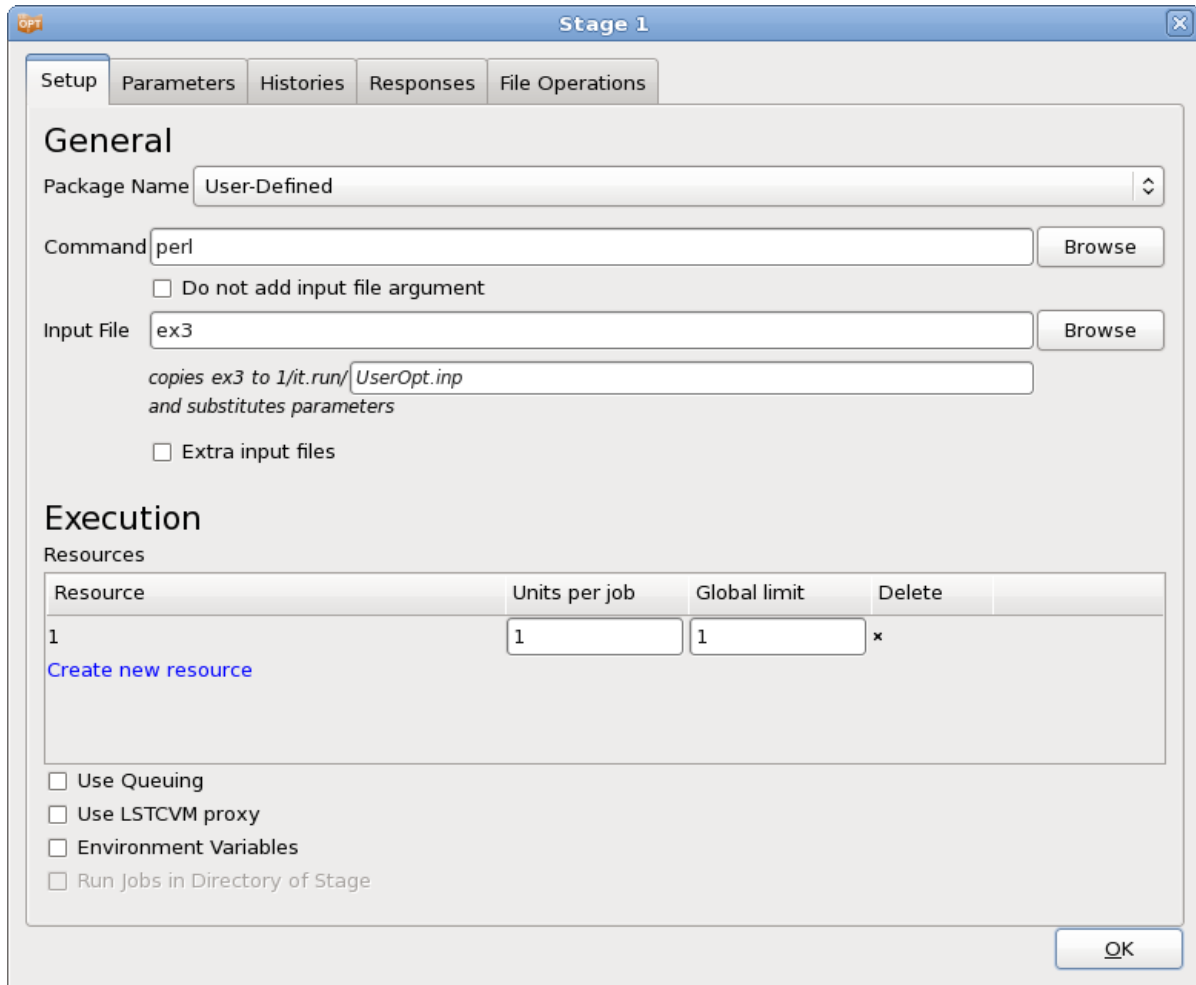 OPT Stage 1
Setup Parameters Histories Responses File Operations
General
Package Name User-Defined
Command perl Browse
Do not add input file argument
Input File ex3 Browse
copies ex3 to 1/it.run/ UserOpt.inp
and substitutes parameters
Extra input files
Execution
Resources
Resource Units per job Global limit Delete
1 1 1 ×
Create new resource
Use Queuing
Use LSTCVM proxy
Environment Variables
Run Jobs in Directory of Stage
OK